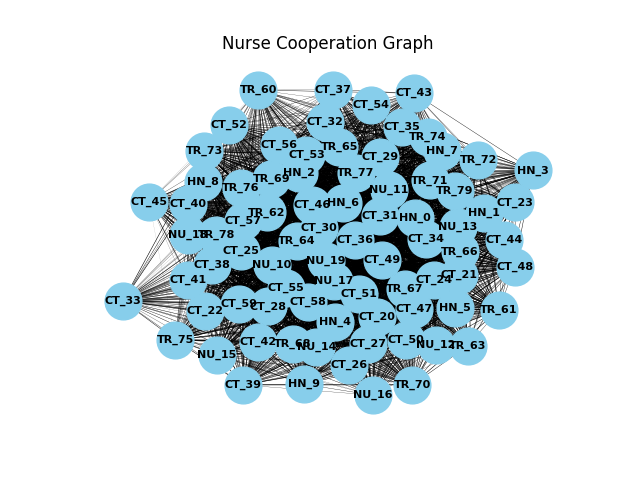 Nurse Cooperation Graph
TR_60
CT_37
CT_43
CT_54
CT_52
CT_32
CT_35
TR_74
CT_56
TR_65
HN_7
TR_73
CT_53
CT_29
TR_72
HN_3
HN_2
TR_77
TR_69
TR_71
HN_8
TR_76
NU_11
TR_79
CT_45
CT_40
CT_46
HN_6
CT_23
TR_62
CT_31
HN_0
HN_1
CT_57
NU_13
CT_30
NU_18
TR_78
TR_64
CT_36
CT_34
CT_44
CT_25
TR_66
CT_38
NU_10
NU_19
CT_49
CT_48
CT_21
CT_41
NU_17
CT_24
CT_55
TR_67
CT_51
CT_33
CT_59
CT_58
CT_28
CT_22
CT_47
HN_5
TR_61
CT_20
HN_4
TR_75
CT_42
NU_14
CT_27
CT_50
NU_12
TR_63
NU_15
CT_26
CT_39
HN_9
TR_70
NU_16